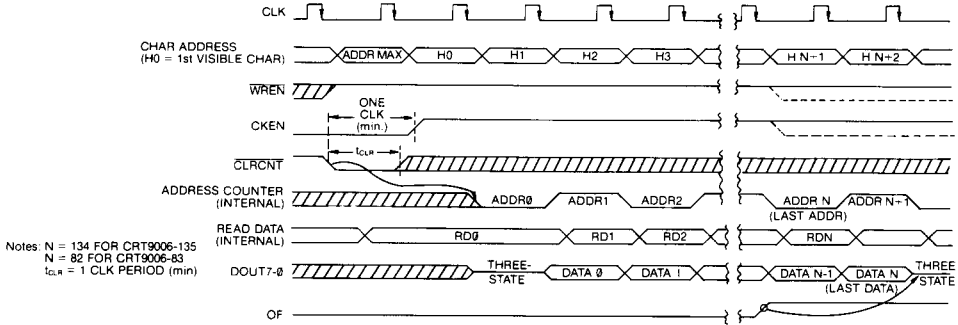 CLK
CHAR ADDRESS
(H0 = 1st VISIBLE CHAR)
ADDR MAX H0 H1 H2 H3 H N+1 H N+2
WREN
ONE
CLK
(min.)
CKEN
tCLR
CLRCNT
ADDRESS COUNTER
(INTERNAL)
ADDR0 ADDR1 ADDR2 ADDR N ADDR N+1
(LAST ADDR)
READ DATA
(INTERNAL)
RD0 RD1 RD2 RDN
Notes: N = 134 FOR CRT9006-135
N = 82 FOR CRT9006-83
tCLR = 1 CLK PERIOD (min)
DOUT7-0
THREE-
STATE
DATA 0 DATA 1 DATA N-1 DATA N
(LAST DATA)
THREE
STATE
OF